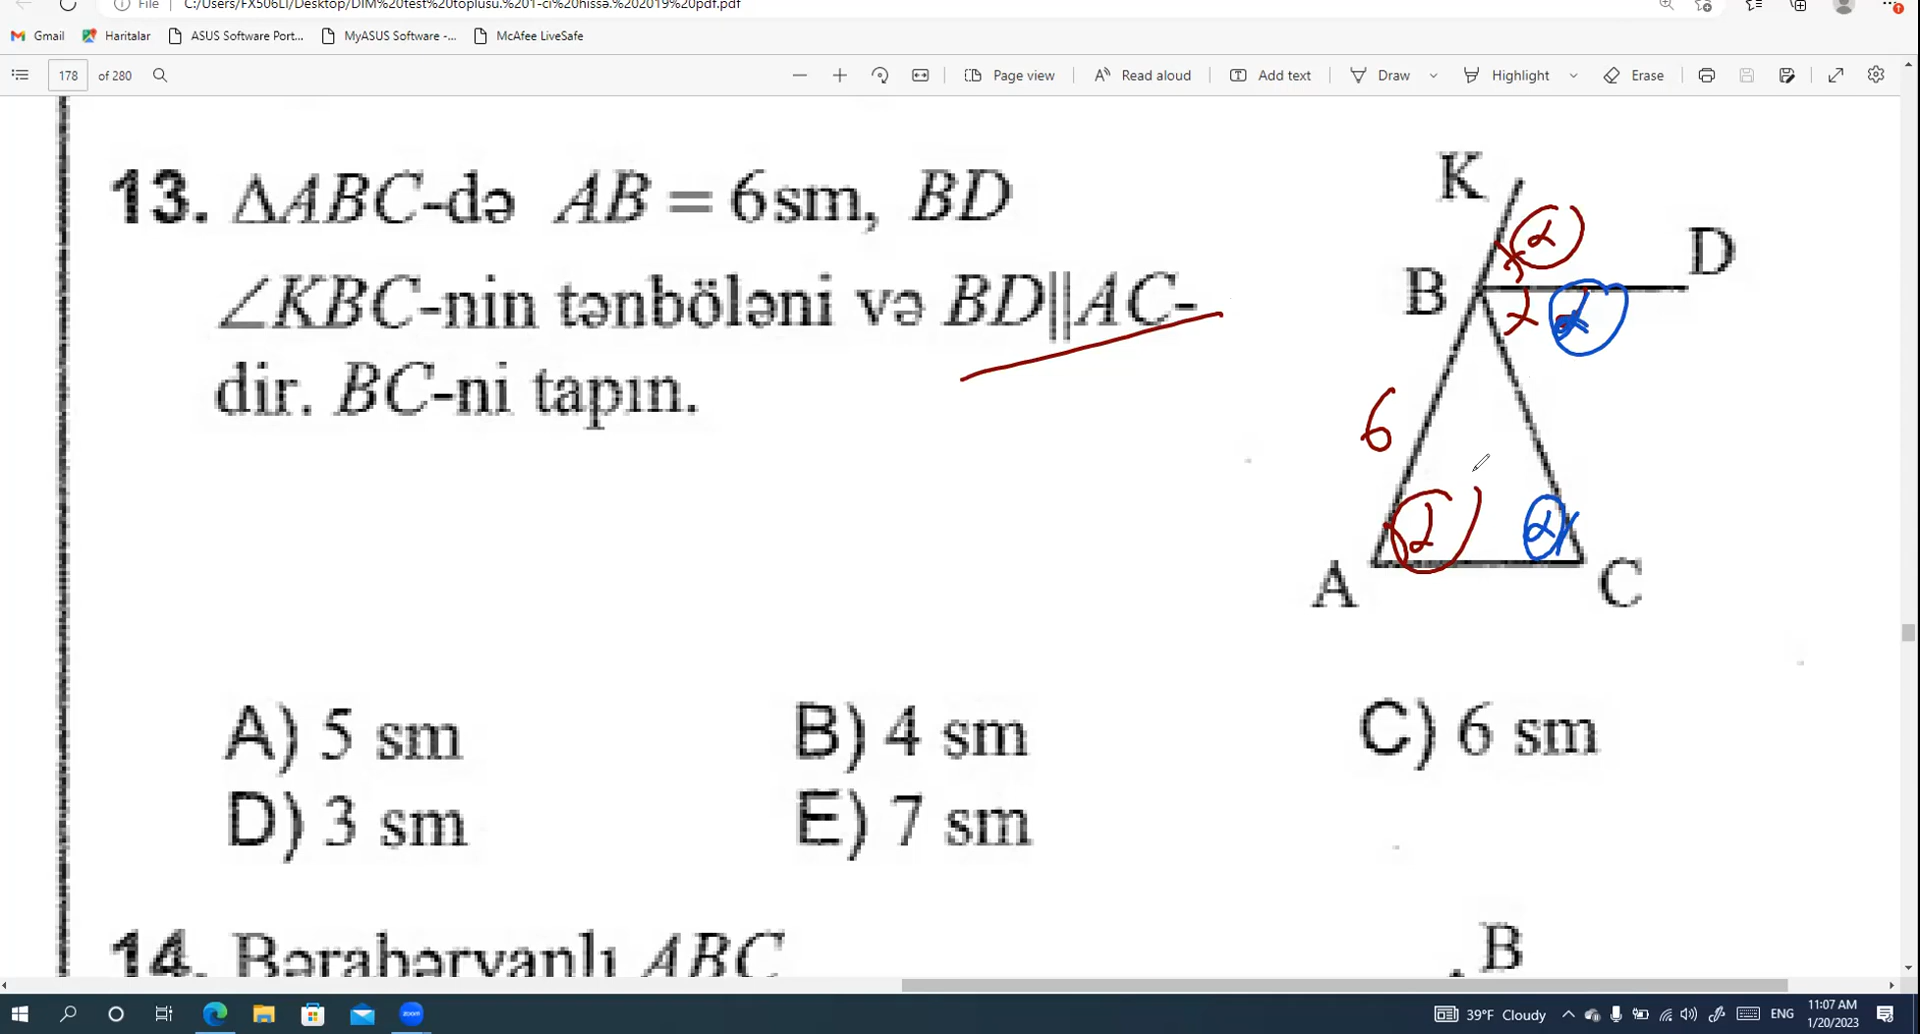 File C:/Users/FX506LI/Desktop/DIM%20test%20toplusu.%201-ci%20hissə.%202019%20pdf.pdf
Gmail Haritalar ASUS Software Port... MyASUS Software -... McAfee LiveSafe
178 of 280 Page view Read aloud Add text Draw Highlight Erase
13. ΔABC-də AB = 6sm, BD
∠KBC-nin tənböləni və BD||AC-
dir. BC-ni tapın.
K
α
D
B
α α
6
α α
A C
A) 5 sm B) 4 sm C) 6 sm
D) 3 sm E) 7 sm
14. Bərabəryanlı ABC
B
zoom 39°F Cloudy ENG 11:07 AM
1/20/2023